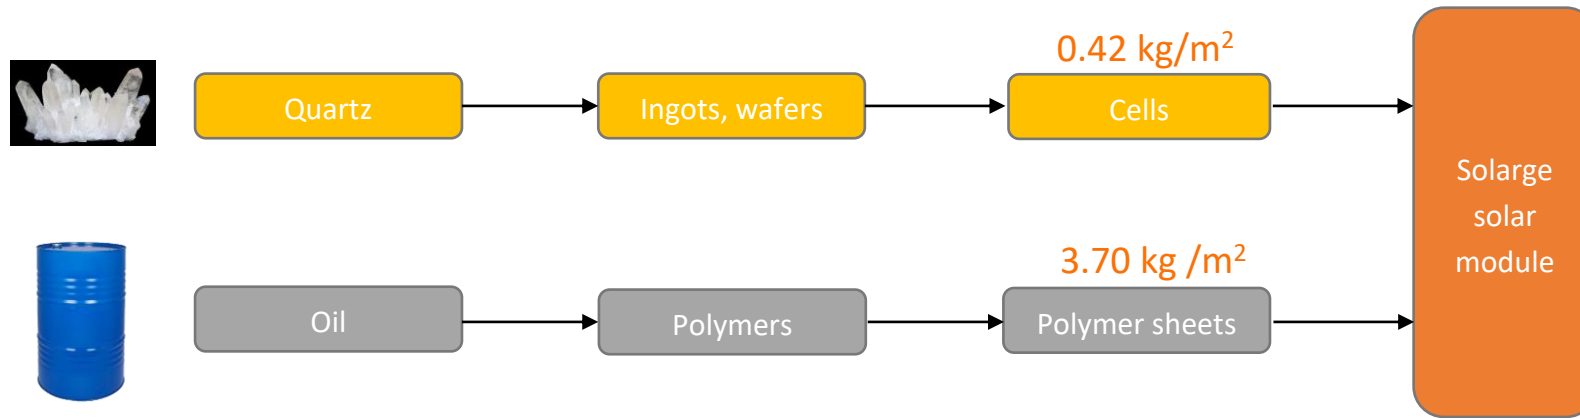 0.42 kg/m²
Quartz
Ingots, wafers
Cells
Solarge
solar
module
3.70 kg /m²
Oil
Polymers
Polymer sheets